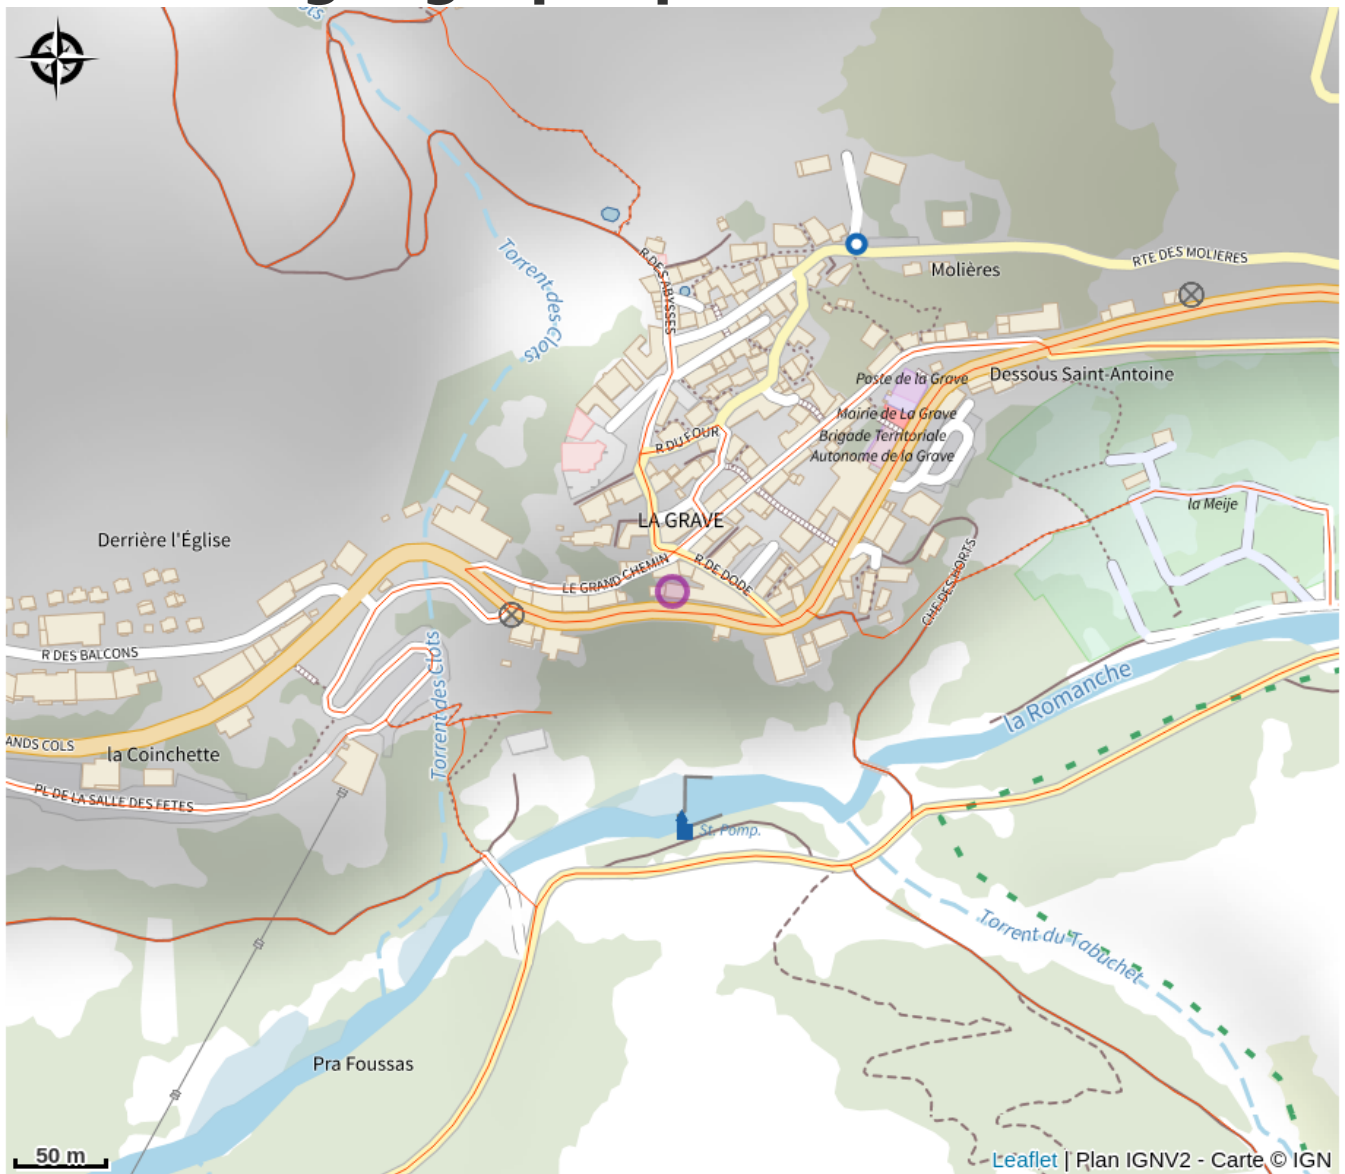 Torrent des Clots
R DES ABYSSES
Molières
RTE DES MOLIERES
Poste de la Grave
Dessous Saint-Antoine
Mairie de La Grave
Brigade Territoriale
Autonome de la Grave
R DU FOUR
la Meije
LA GRAVE
Derrière l'Église
LE GRAND CHEMIN
R DE DODE
CHE DES HORTS
R DES BALCONS
Torrent des Clots
la Romanche
ANDS COLS
la Coinchette
PL DE LA SALLE DES FETES
St. Pomp.
Torrent du Tabuchet
Pra Foussas
50 m
Leaflet | Plan IGNV2 - Carte © IGN